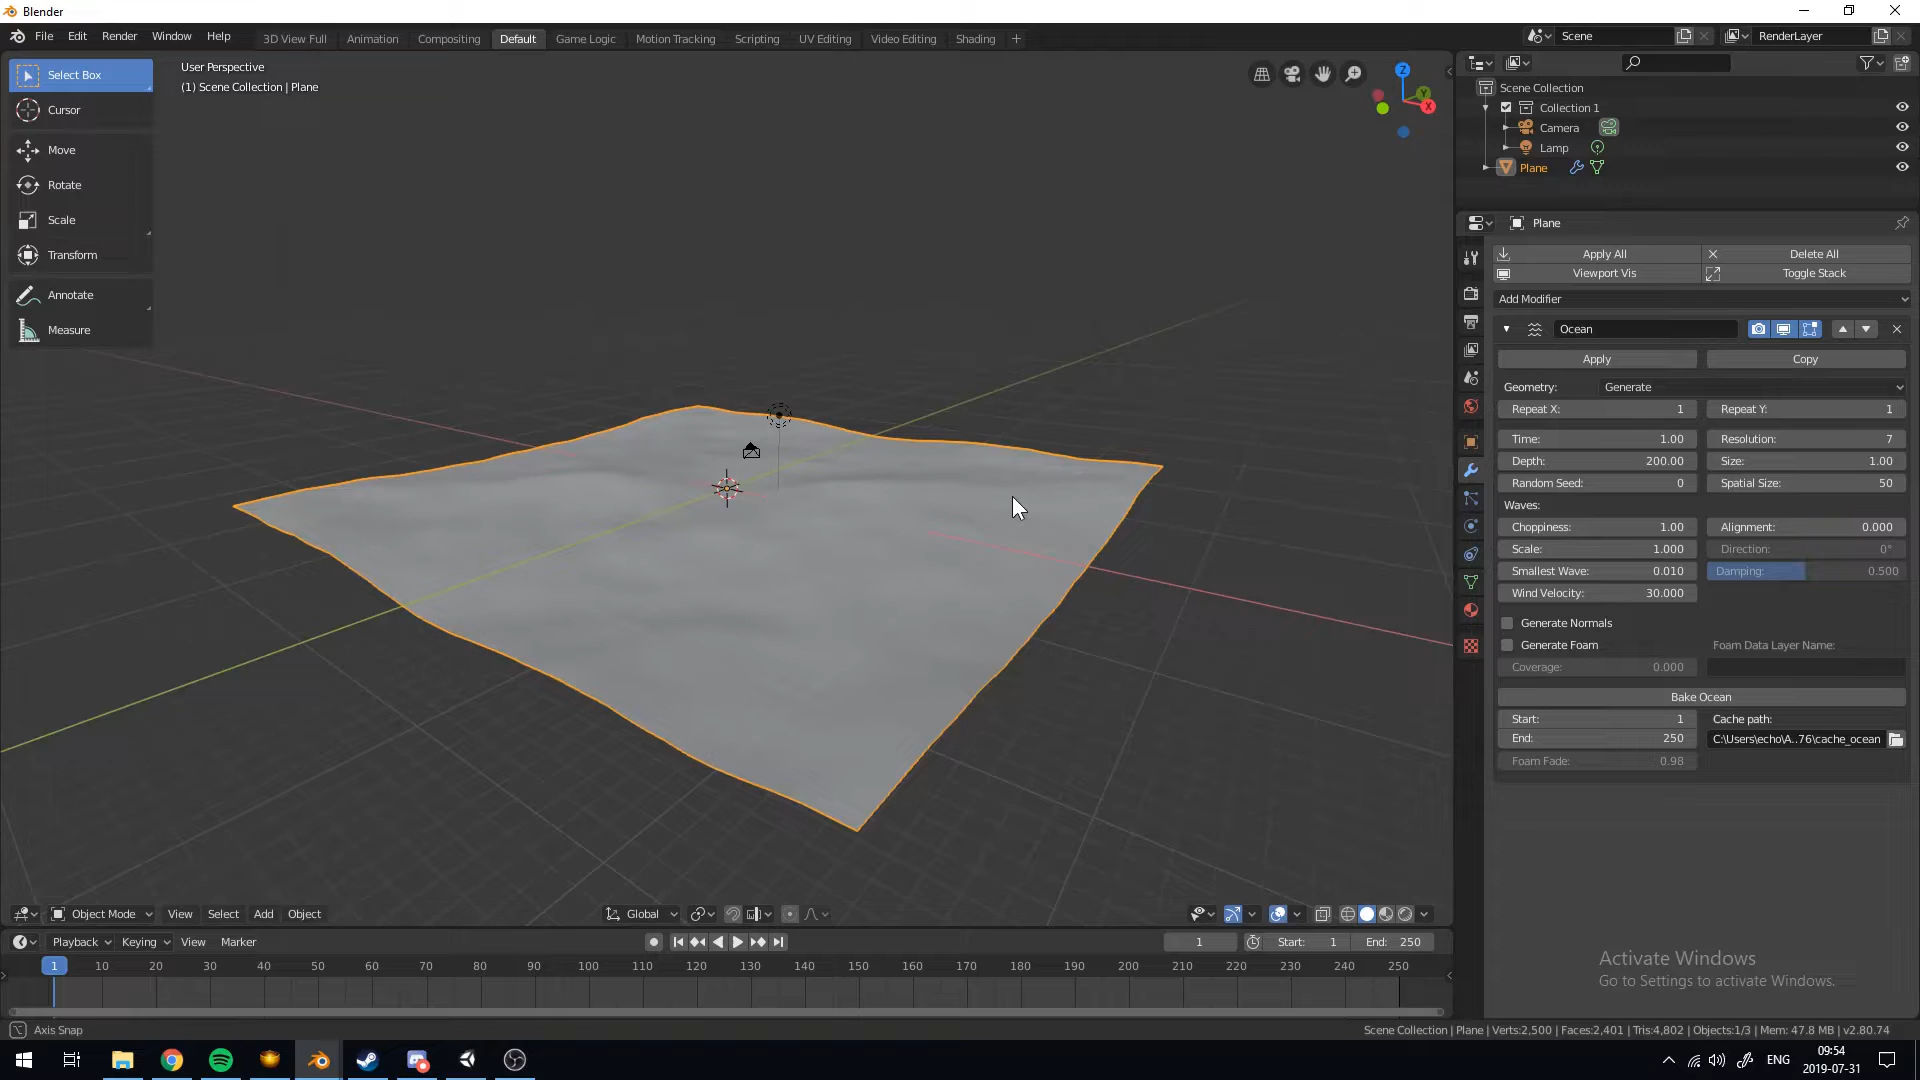 Blender
File Edit Render Window Help
3D View Full Animation Compositing Default Game Logic Motion Tracking Scripting UV Editing Video Editing Shading +
Scene
RenderLayer
Select Box
Cursor
Move
Rotate
Scale
Transform
Annotate
Measure
User Perspective
(1) Scene Collection | Plane
Z
Y
X
Scene Collection
Collection 1
Camera
Lamp
Plane
Plane
Apply All Delete All
Viewport Vis Toggle Stack
Add Modifier
Ocean
Apply Copy
Geometry: Generate
Repeat X: 1 Repeat Y: 1
Time: 1.00 Resolution: 7
Depth: 200.00 Size: 1.00
Random Seed: 0 Spatial Size: 50
Waves:
Choppiness: 1.00 Alignment: 0.000
Scale: 1.000 Direction: 0°
Smallest Wave: 0.010 Damping: 0.500
Wind Velocity: 30.000
Generate Normals
Generate Foam Foam Data Layer Name:
Coverage: 0.000
Bake Ocean
Start: 1 Cache path:
End: 250 C:\Users\echo\A..76\cache_ocean
Foam Fade: 0.98
Object Mode View Select Add Object
Global
Playback Keying View Marker
1 Start: 1 End: 250
1 10 20 30 40 50 60 70 80 90 100 110 120 130 140 150 160 170 180 190 200 210 220 230 240 250
Activate Windows
Go to Settings to activate Windows.
Axis Snap
Scene Collection | Plane | Verts:2,500 | Faces:2,401 | Tris:4,802 | Objects:1/3 | Mem: 47.8 MB | v2.80.74
ENG
09:54
2019-07-31